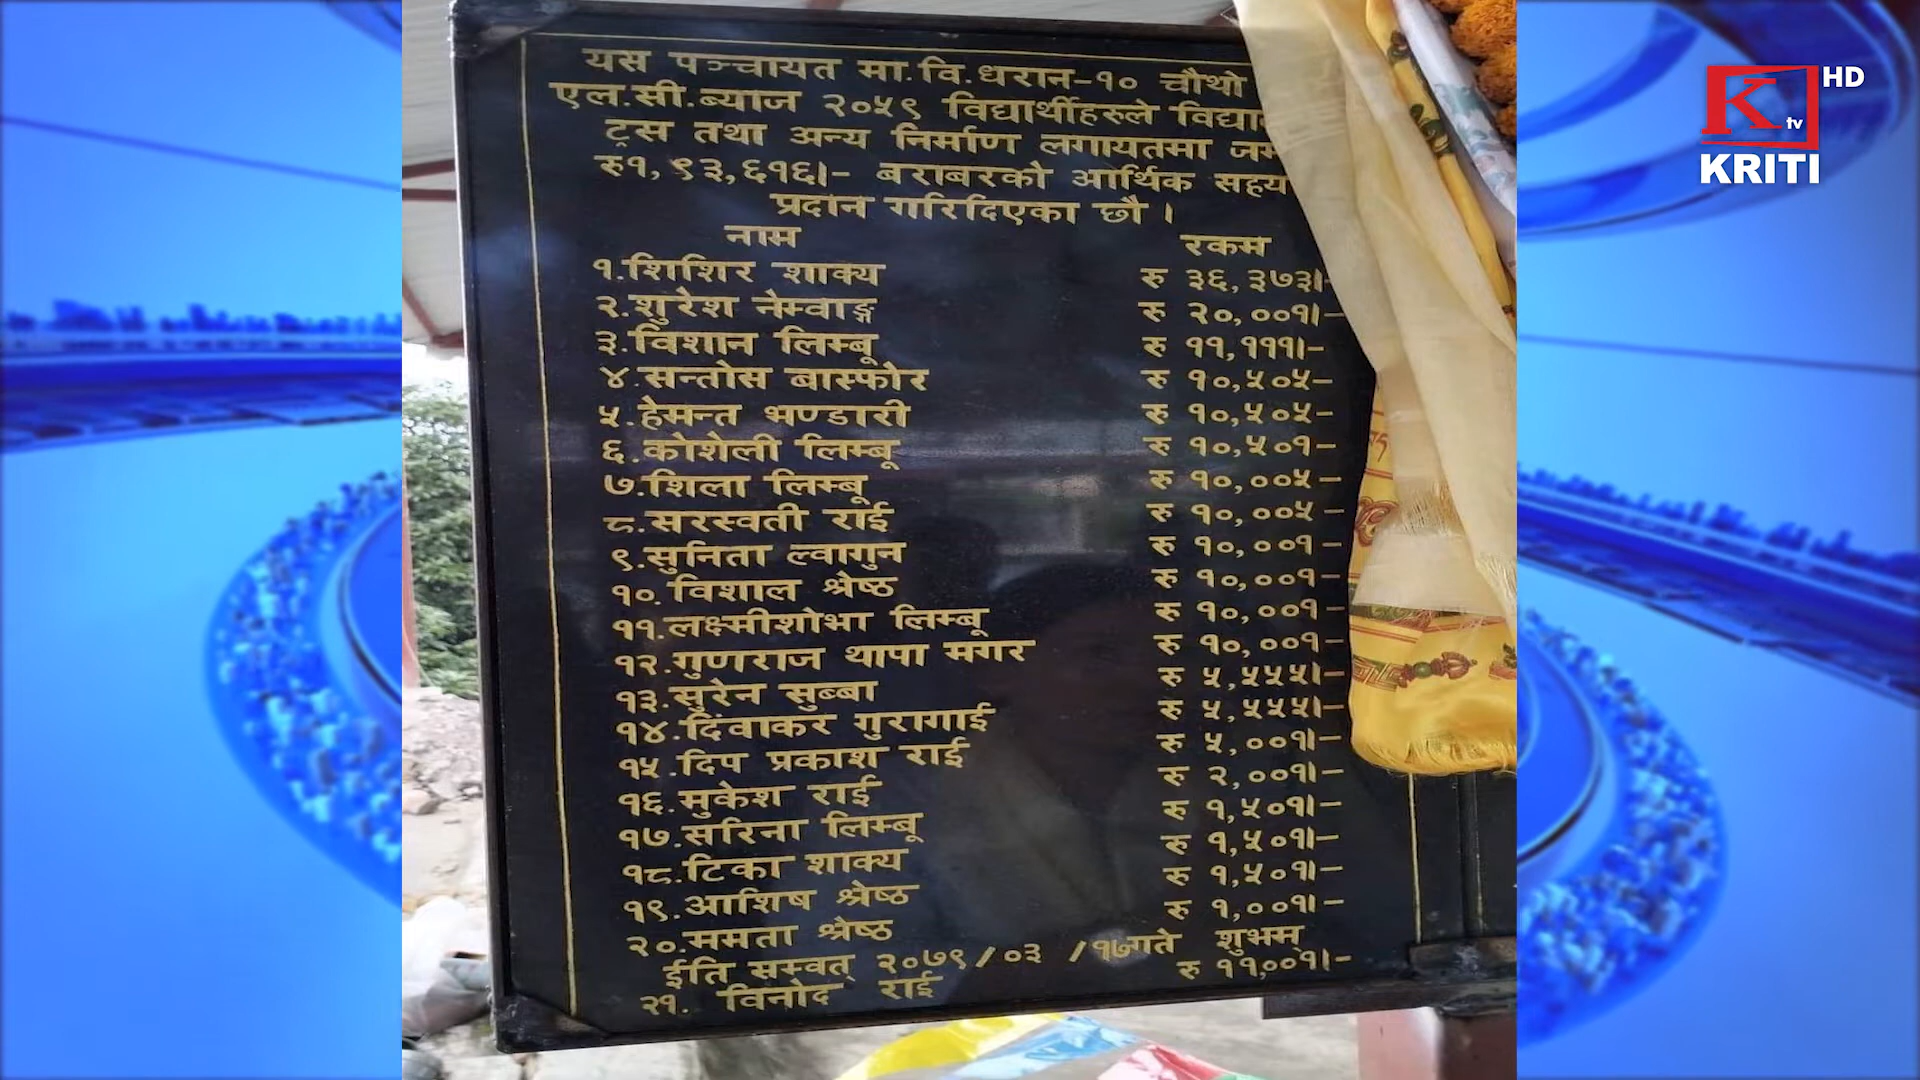 यस पञ्चायत मा.वि.धरान-१० चौथो
एल.सी.ब्याज २०५९ विद्यार्थीहरुले
ट्रस तथा अन्य निर्माण लगायतमा
रु१,९३,६१६।- बराबरकौ आर्थिक
प्रदान गरिदिएका छौ ।
नाम रकम
१.शिशिर शाक्य रु ३६,३७३।-
२.शुरेश नेम्वाङ्ग रु २०,००१।-
३.विशान लिम्बू रु ११,१११।-
४.सन्तोस बास्फोर रु १०,५०५-
५.हेमन्त भण्डारी रु १०,५०५-
६.कोशेली लिम्बू रु १०,५०१-
७.शिला लिम्बू रु १०,००५-
८.सरस्वती राई रु १०,००५-
९.सुनिता ल्वागुन रु १०,००१-
१०.विशाल श्रेष्ठ रु १०,००१-
११.लक्ष्मीशोभा लिम्बू रु १०,००१-
१२.गुणराज थापा मगर रु १०,००१-
१३.सुरेन सुब्बा रु ५,५५५।-
१४.दिवाकर गुरागाई रु ५,५५५।-
१५.दिप प्रकाश राई रु ५,००१।-
१६.मुकेश राई रु २,००१।-
१७.सरिना लिम्बू रु १,५०१।-
१८.टिका शाक्य रु १,५०१।-
१९.आशिष श्रेष्ठ रु १,५०१।-
२०.ममता श्रेष्ठ रु १,००१।-
ईति सम्वत् २०७९/०३ /१७गते शुभम्
२१. विनोद राई रु ११,००१।-
K tv HD
KRITI